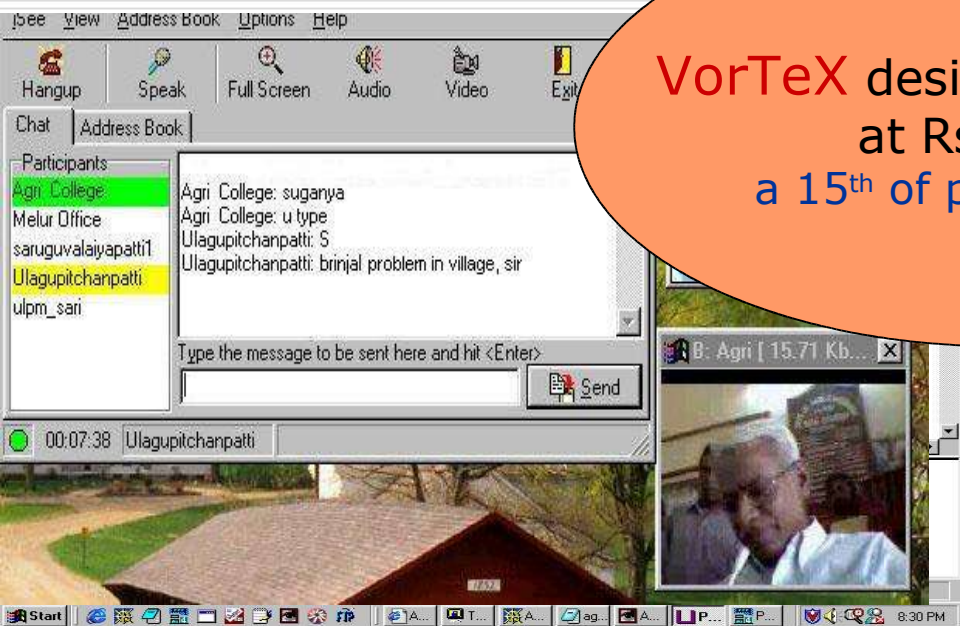 iSee View Address Book Options Help
Hangup Speak Full Screen Audio Video Exit
Chat Address Book
Participants
Agri College
Melur Office
saruguvalaiyapatti1
Ulagupitchanpatti
ulpm_sari
Agri College: suganya
Agri College: u type
Ulagupitchanpatti: S
Ulagupitchanpatti: brinjal problem in village, sir
Type the message to be sent here and hit <Enter>
Send
00:07:38 Ulagupitchanpatti
VorTeX desi
at Rs
a 15th of p
B: Agri [ 15.71 Kb... X
1852
Start A... T... A... ag... A... P... P... 8:30 PM